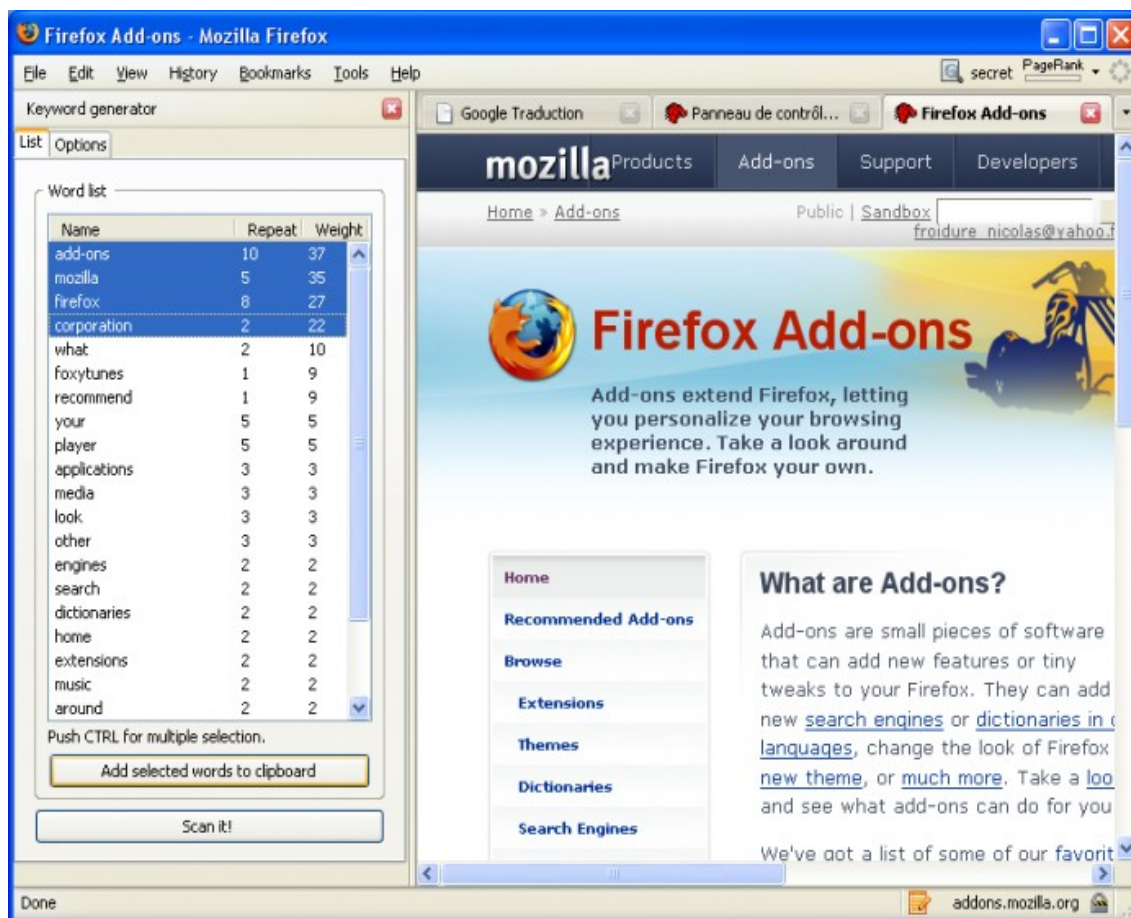 Firefox Add-ons - Mozilla Firefox
File Edit View History Bookmarks Tools Help
secret PageRank
Keyword generator
List Options
Word list
Name Repeat Weight
add-ons 10 37
mozilla 5 35
firefox 8 27
corporation 2 22
what 2 10
foxytunes 1 9
recommend 1 9
your 5 5
player 5 5
applications 3 3
media 3 3
look 3 3
other 3 3
engines 2 2
search 2 2
dictionaries 2 2
home 2 2
extensions 2 2
music 2 2
around 2 2
Push CTRL for multiple selection.
Add selected words to clipboard
Scan it!
Google Traduction Panneau de contrôl... Firefox Add-ons
mozilla Products Add-ons Support Developers
Home » Add-ons Public | Sandbox
froidure_nicolas@yahoo.f
Firefox Add-ons
Add-ons extend Firefox, letting
you personalize your browsing
experience. Take a look around
and make Firefox your own.
Home
Recommended Add-ons
Browse
Extensions
Themes
Dictionaries
Search Engines
What are Add-ons?
Add-ons are small pieces of software
that can add new features or tiny
tweaks to your Firefox. They can add
new search engines or dictionaries in
languages, change the look of Firefox
new theme, or much more. Take a loo
and see what add-ons can do for you
We've got a list of some of our favorit
Done addons.mozilla.org